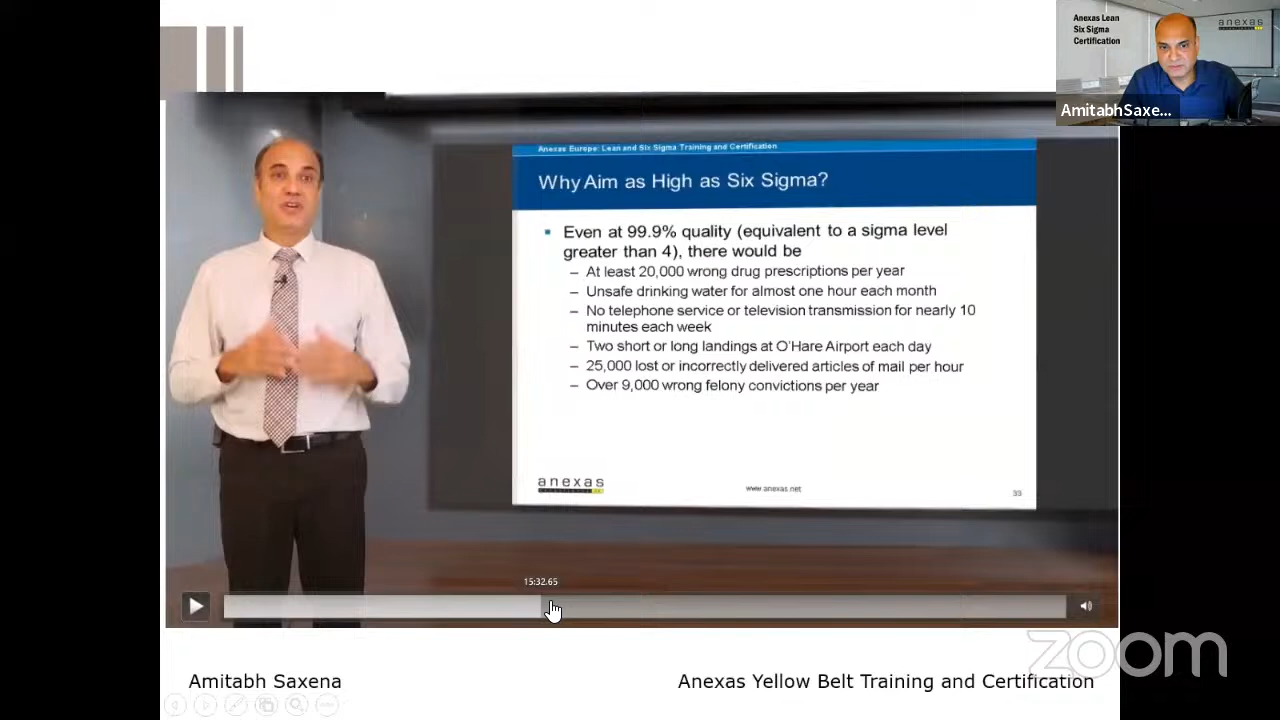 Anexas Lean
Six Sigma
Certification
anexas
AmitabhSaxe...
Anexas Europe: Lean and Six Sigma Training and Certification
Why Aim as High as Six Sigma?
▪ Even at 99.9% quality (equivalent to a sigma level
greater than 4), there would be
– At least 20,000 wrong drug prescriptions per year
– Unsafe drinking water for almost one hour each month
– No telephone service or television transmission for nearly 10
minutes each week
– Two short or long landings at O'Hare Airport each day
– 25,000 lost or incorrectly delivered articles of mail per hour
– Over 9,000 wrong felony convictions per year
anexas
www.anexas.net
39
15:32.65
zoom
Amitabh Saxena
Anexas Yellow Belt Training and Certification